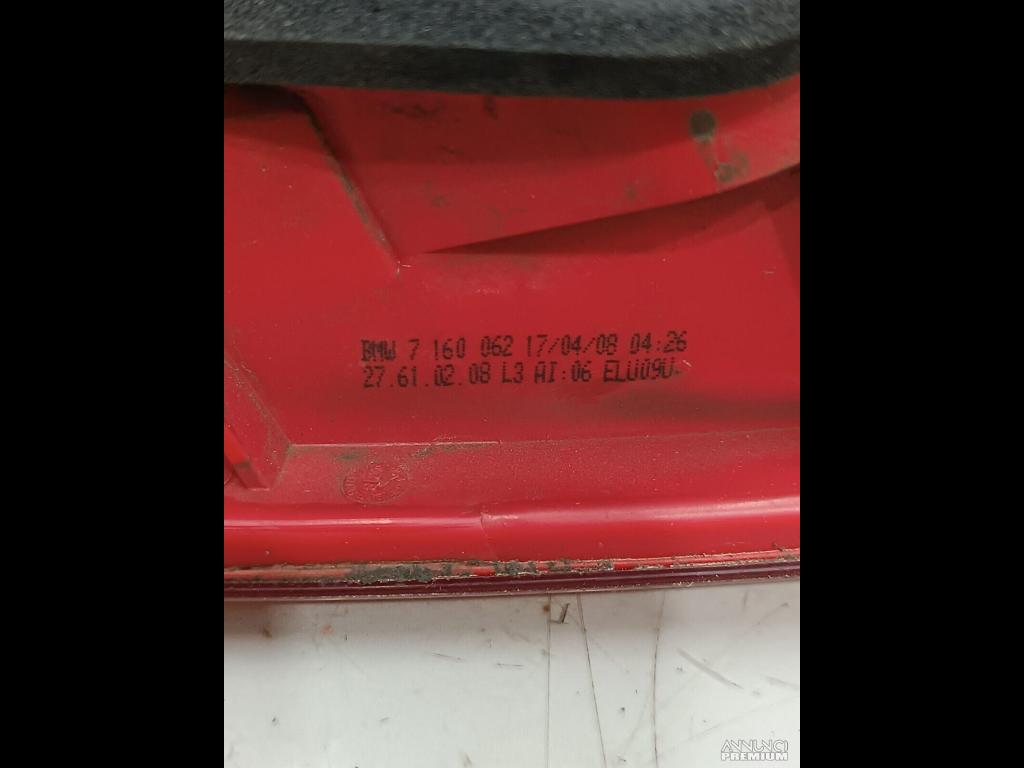 BMW 7 160 062 17/04/08 04:26
27.61.02.08 L3 AI:06 ELU09U.
ANNUNCI
PREMIUM